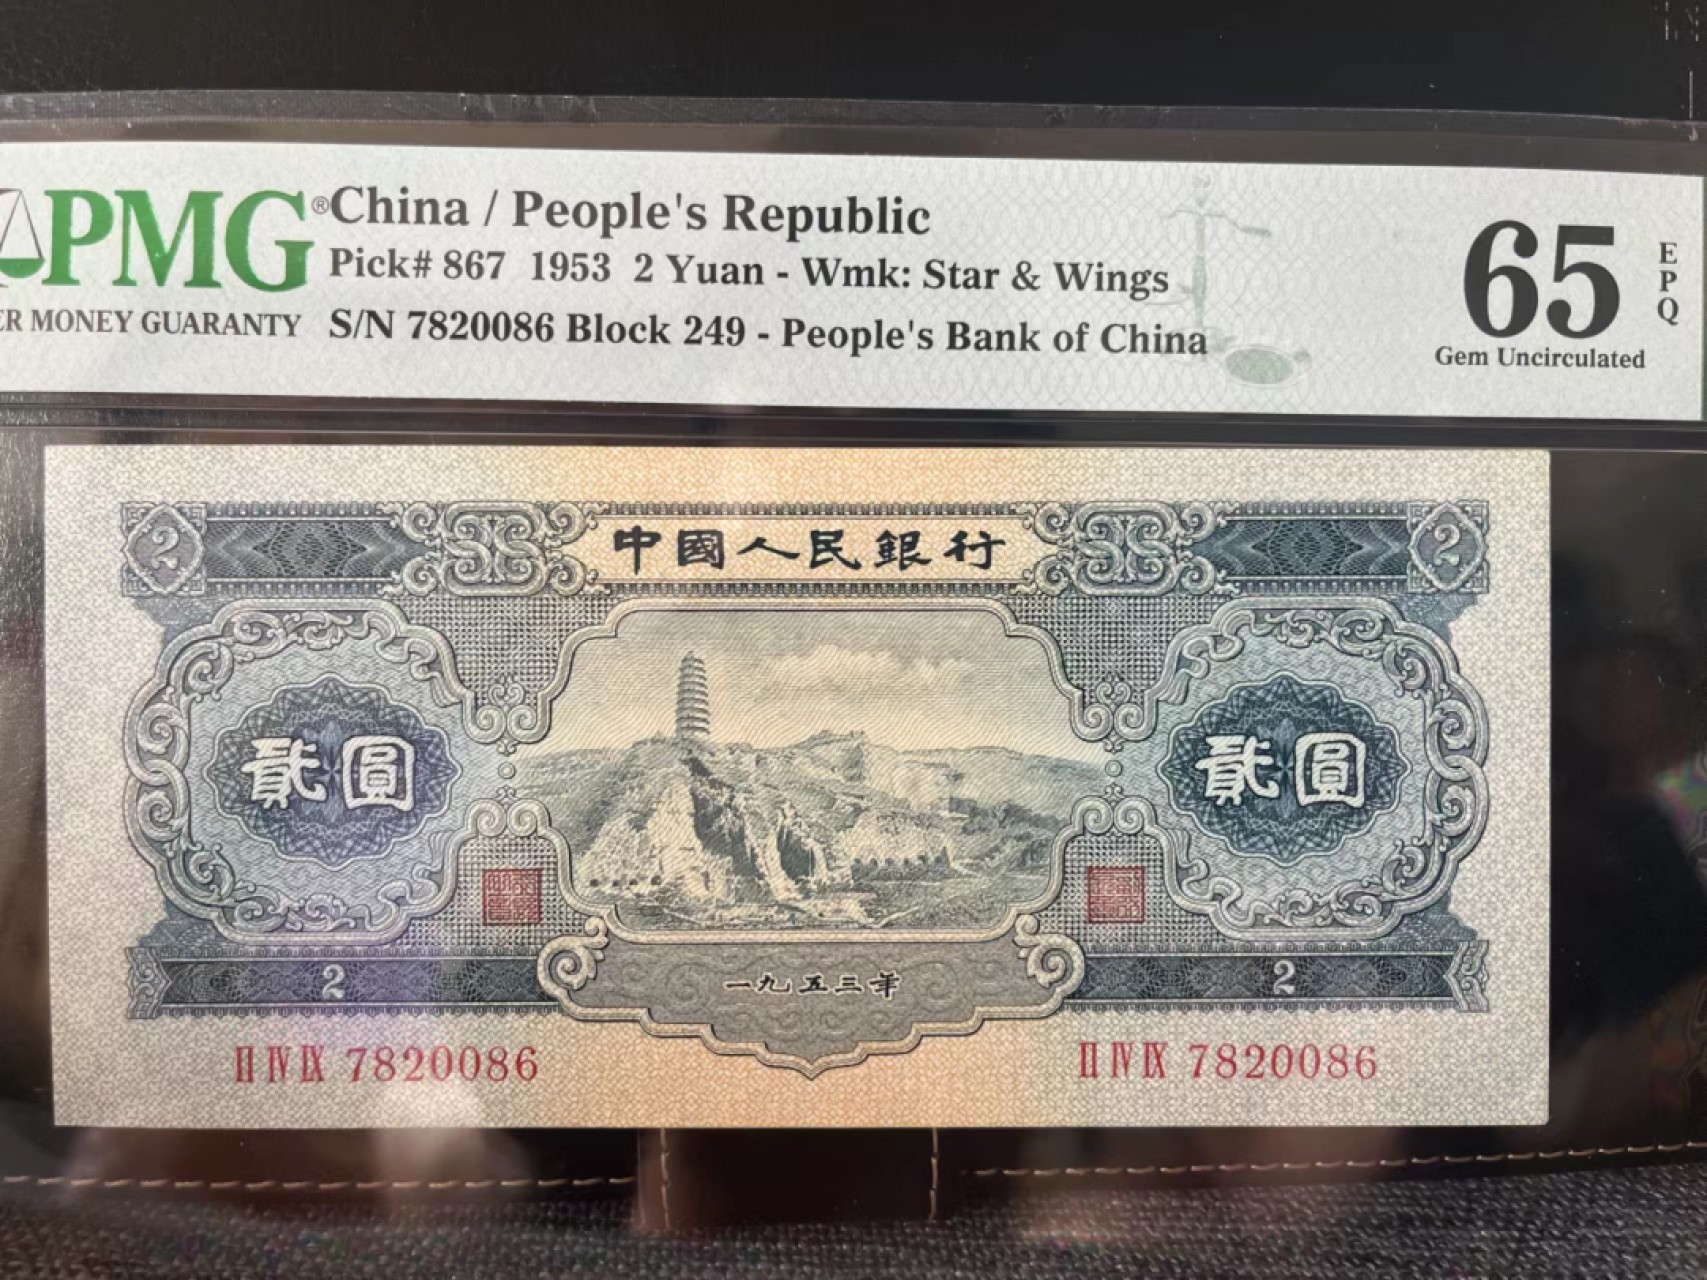 PMG® China / People's Republic
Pick# 867 1953 2 Yuan - Wmk: Star & Wings
ER MONEY GUARANTY S/N 7820086 Block 249 - People's Bank of China
65 EPQ
Gem Uncirculated
2 中國人民銀行 2
貳圓 貳圓
2 一九五三年 2
II IV IX 7820086 II IV IX 7820086